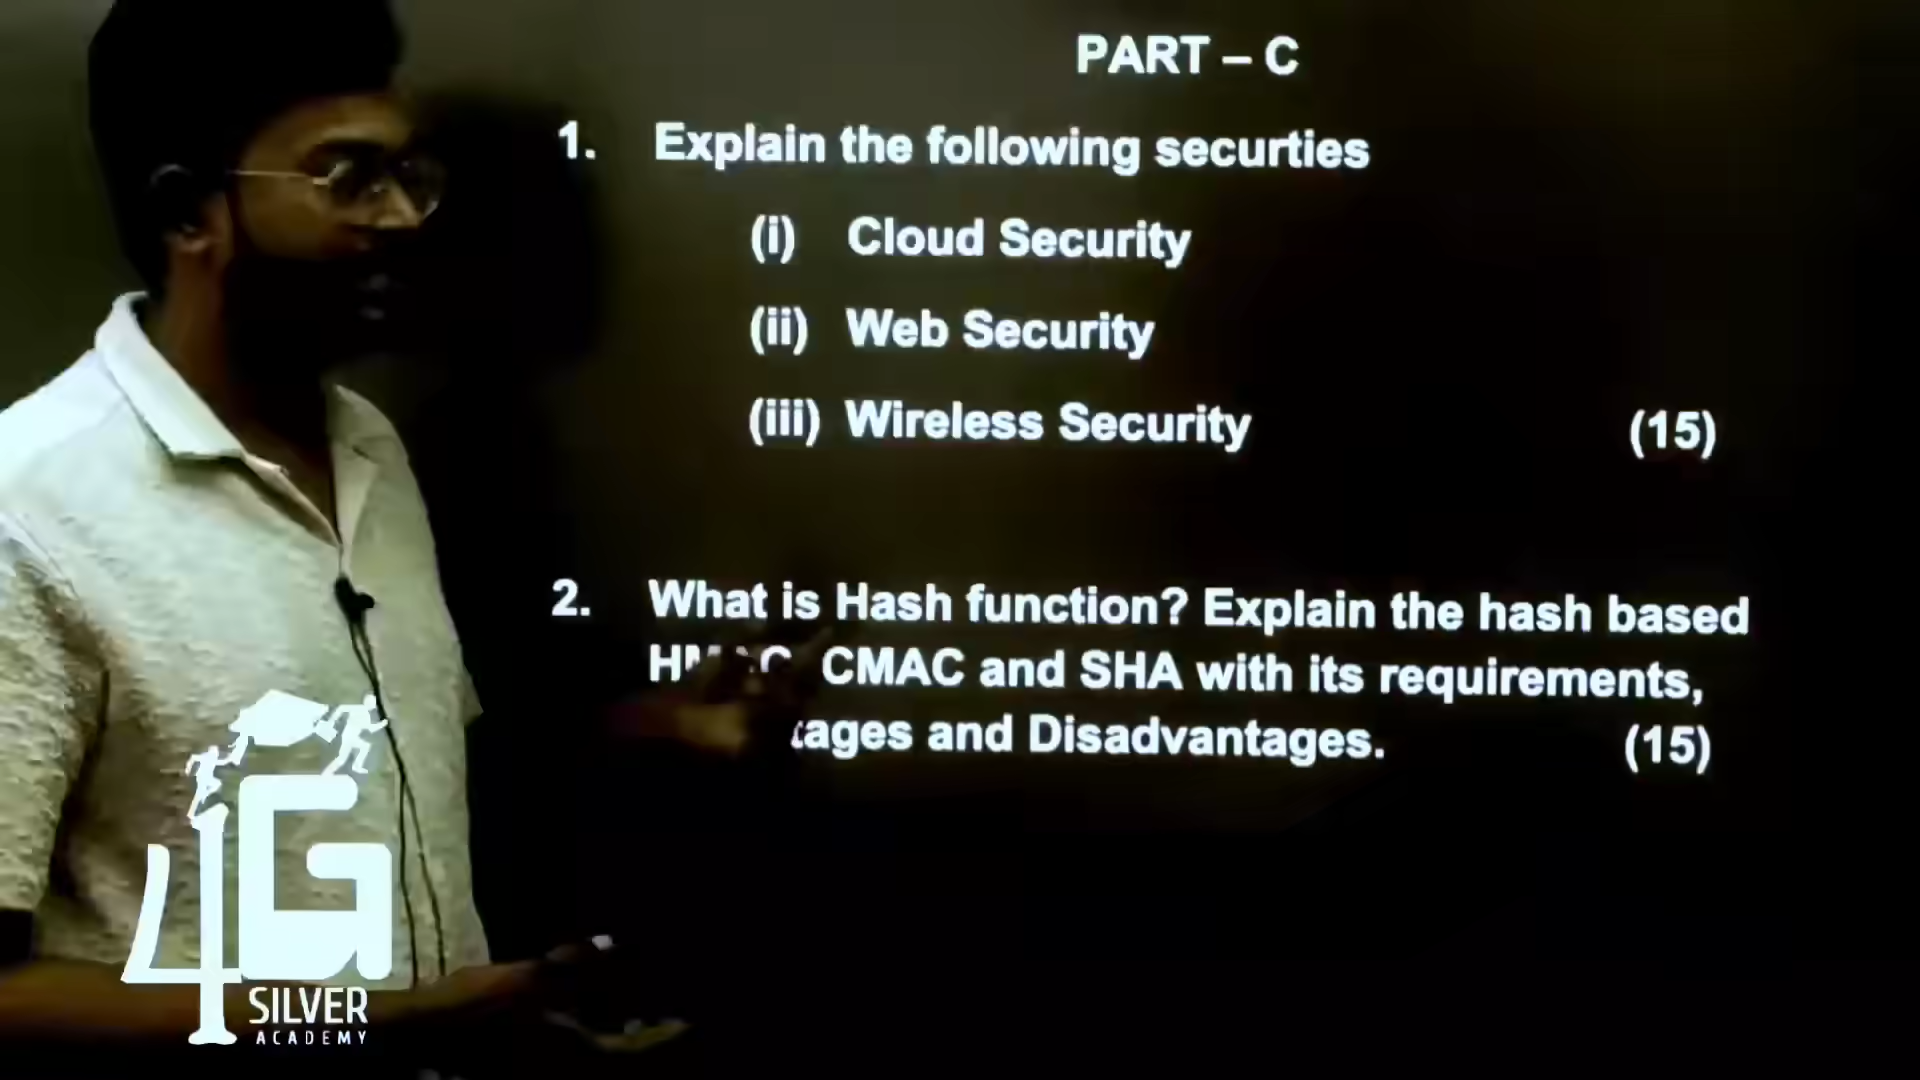 PART – C
1. Explain the following securties
(i) Cloud Security
(ii) Web Security
(iii) Wireless Security (15)
2. What is Hash function? Explain the hash based
CMAC and SHA with its requirements,
and Disadvantages. (15)
4G
SILVER
ACADEMY